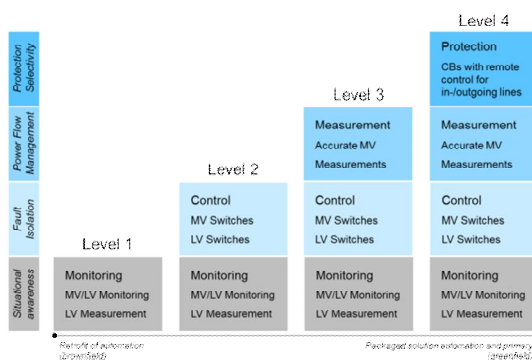 Level 4
Protection
Selectivity
Protection
CBs with remote
control for
in-/outgoing lines
Level 3
Power Flow
Management
Measurement
Accurate MV
Measurements
Measurement
Accurate MV
Measurements
Level 2
Fault
Isolation
Control
MV Switches
LV Switches
Control
MV Switches
LV Switches
Control
MV Switches
LV Switches
Level 1
Situational
awareness
Monitoring
MV/LV Monitoring
LV Measurement
Monitoring
MV/LV Monitoring
LV Measurement
Monitoring
MV/LV Monitoring
LV Measurement
Monitoring
MV/LV Monitoring
LV Measurement
Retrofit of automation
(brownfield)
Packaged solution automation and primary
(greenfield)